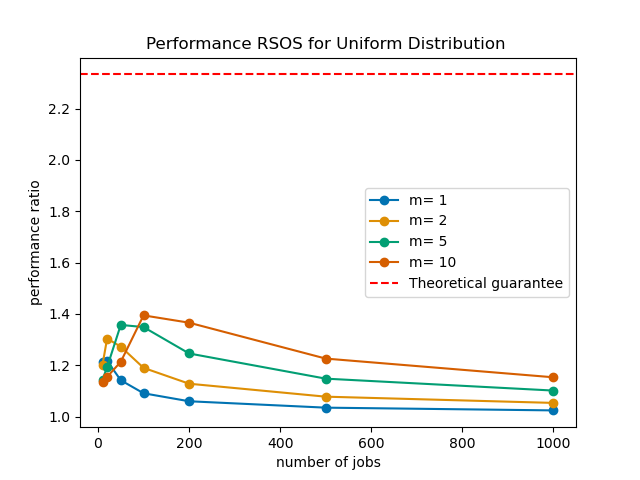 Performance RSOS for Uniform Distribution
performance ratio
2.2
2.0
1.8
1.6
1.4
1.2
1.0
m= 1
m= 2
m= 5
m= 10
Theoretical guarantee
0 200 400 600 800 1000
number of jobs